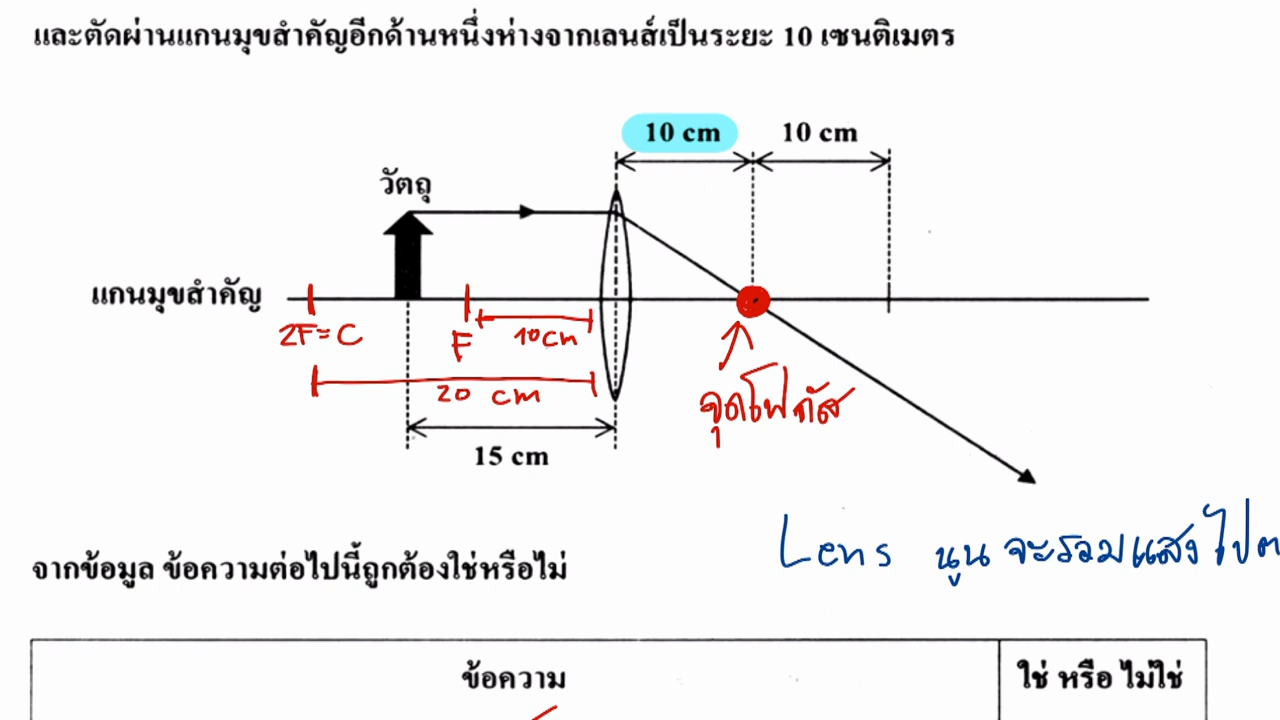 และตัดผ่านแกนมุขสำคัญอีกด้านหนึ่งห่างจากเลนส์เป็นระยะ 10 เซนติเมตร
10 cm 10 cm
วัตถุ
แกนมุขสำคัญ
2F=C F 10cm
20 cm
จุดโฟกัส
15 cm
Lens นูน จะรวมแสงไปต
จากข้อมูล ข้อความต่อไปนี้ถูกต้องใช่หรือไม่
ข้อความ ใช่ หรือ ไม่ใช่